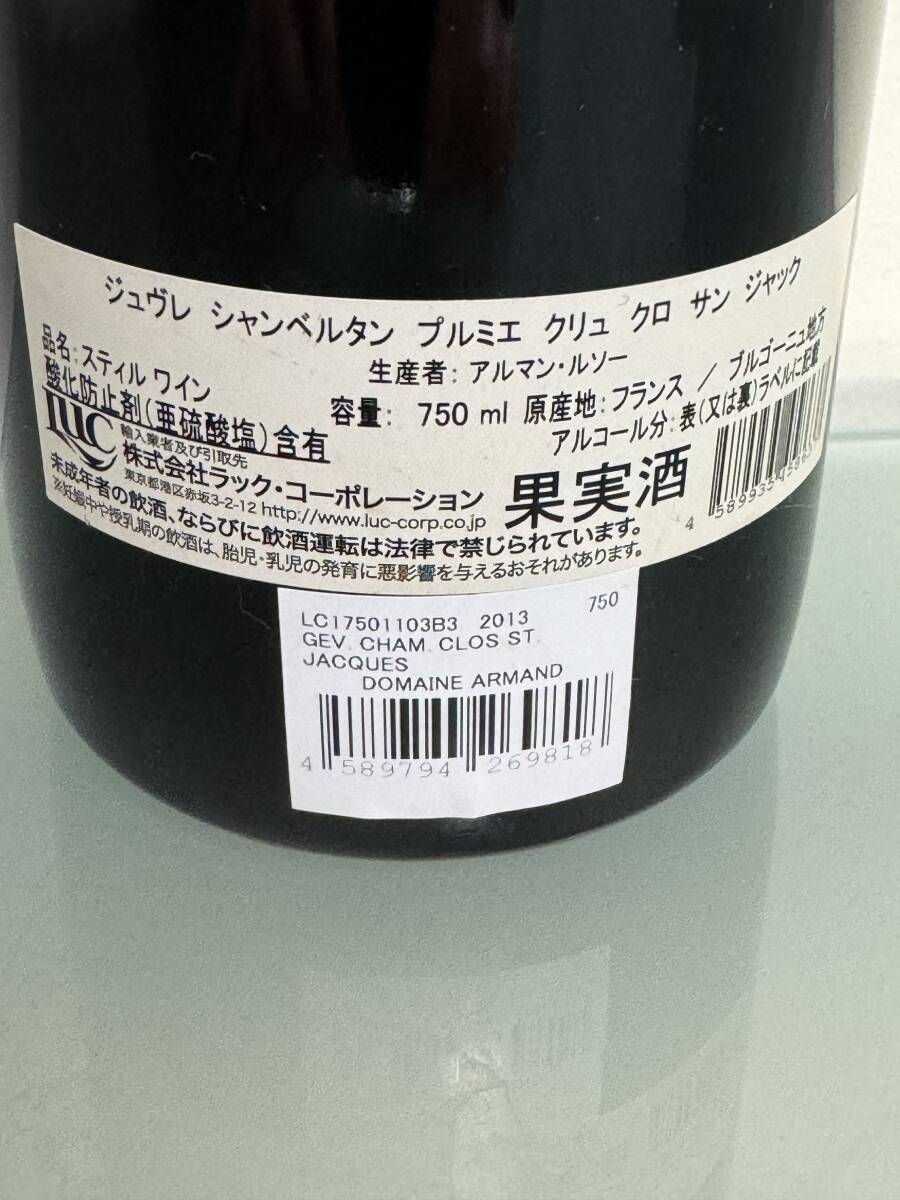 ジュヴレ シャンベルタン プルミエ クリュ クロ サン ジャック
品名: スティル ワイン
生産者: アルマン・ルソー
酸化防止剤(亜硫酸塩)含有
容量: 750 ml 原産地: フランス / ブルゴーニュ地方
アルコール分: 表(又は裏)ラベルに記載
LUC
輸入業者及び引取先
株式会社ラック・コーポレーション
東京都港区赤坂3-2-12 http://www.luc-corp.co.jp
果実酒
未成年者の飲酒、ならびに飲酒運転は法律で禁じられています。
※妊娠中や授乳期の飲酒は、胎児・乳児の発育に悪影響を与えるおそれがあります。
LC17501103B3 2013 750
GEV. CHAM. CLOS ST.
JACQUES
DOMAINE ARMAND
4 589794 269818